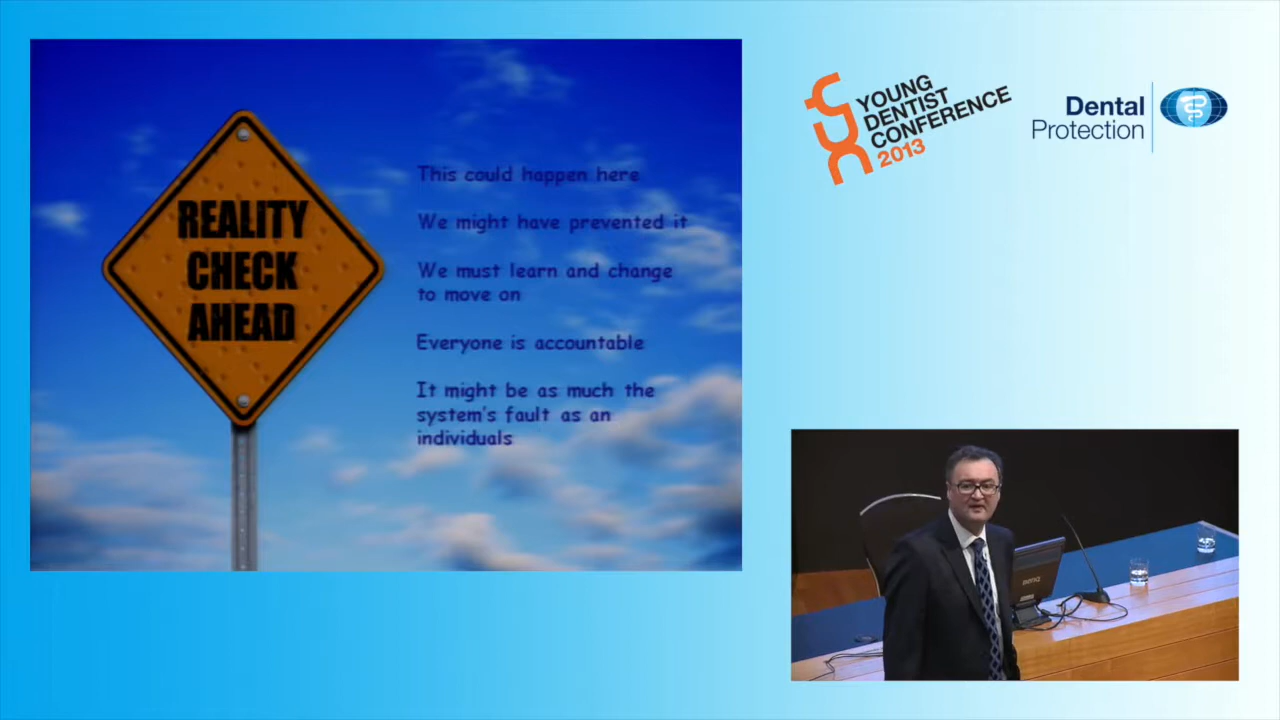 REALITY
CHECK
AHEAD
This could happen here
We might have prevented it
We must learn and change
to move on
Everyone is accountable
It might be as much the
system's fault as an
individuals
YOUNG
DENTIST
CONFERENCE
2013
Dental
Protection
BENQ